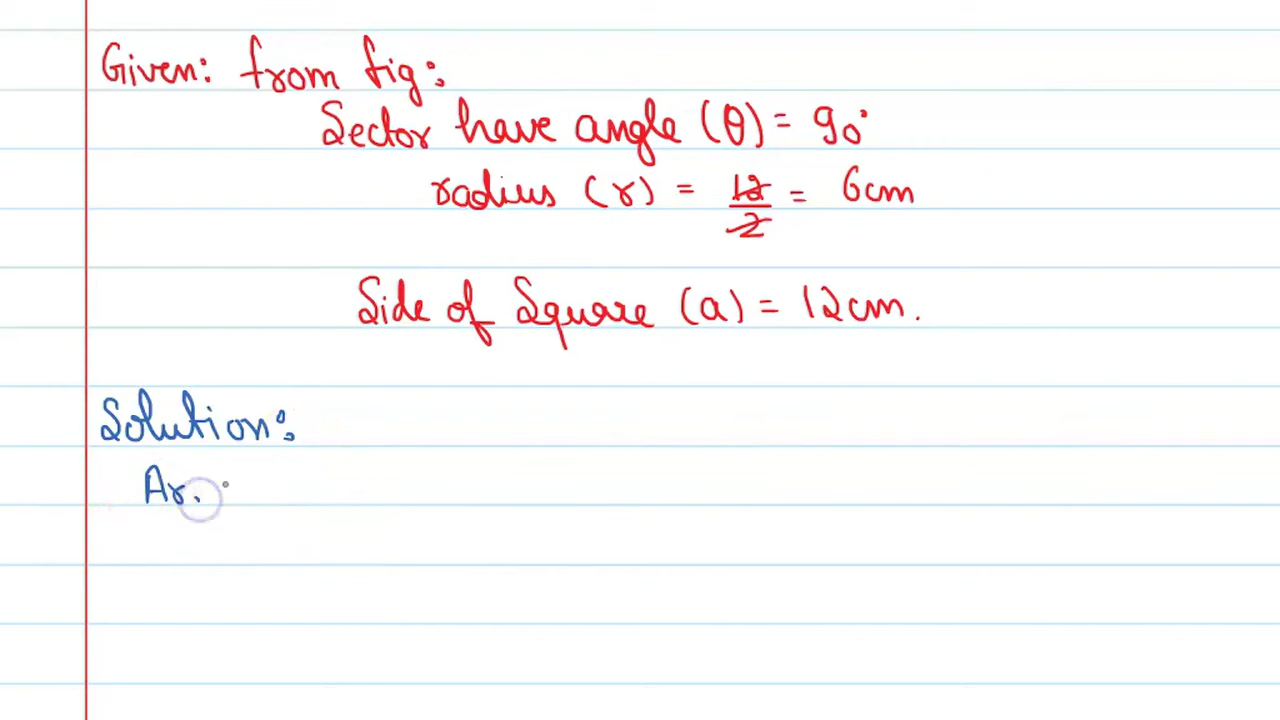 Given: from fig:
Sector have angle (θ) = 90°
radius (r) = 12/2 = 6cm
Side of Square (a) = 12cm.
Solution:
Ar.